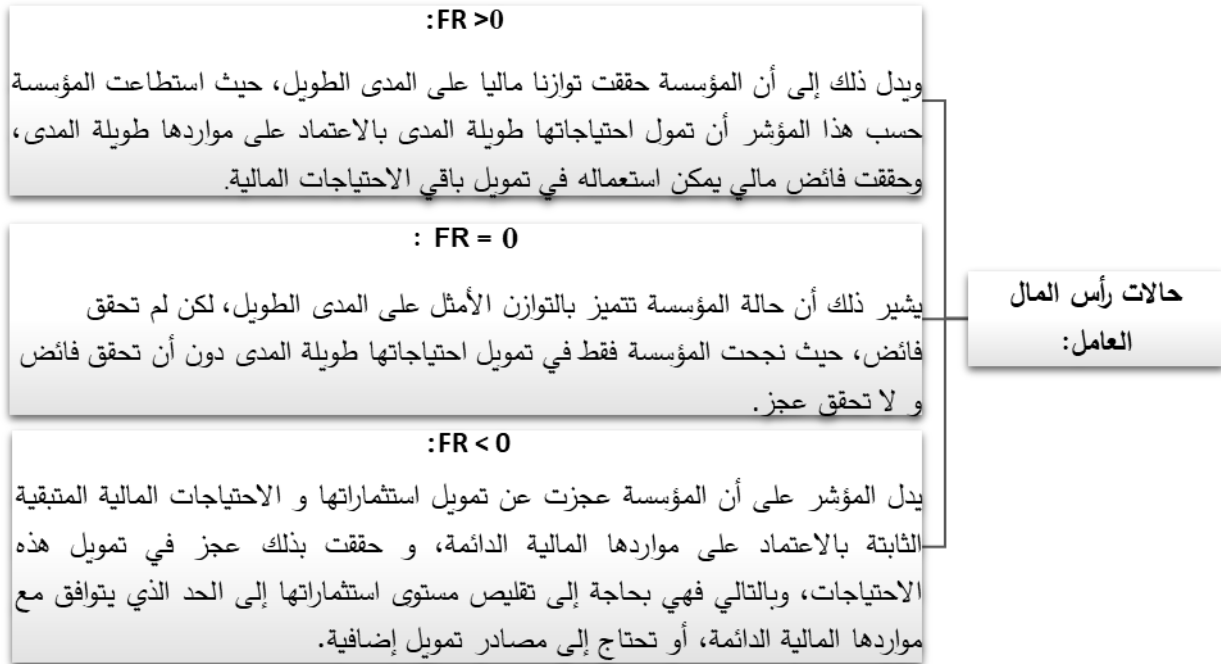 حالات رأس المال
العامل:
FR >0:
ويدل ذلك إلى أن المؤسسة حققت توازنا ماليا على المدى الطويل، حيث استطاعت المؤسسة
حسب هذا المؤشر أن تمول احتياجاتها طويلة المدى بالاعتماد على مواردها طويلة المدى،
وحققت فائض مالي يمكن استعماله في تمويل باقي الاحتياجات المالية.
FR = 0 :
يشير ذلك أن حالة المؤسسة تتميز بالتوازن الأمثل على المدى الطويل، لكن لم تحقق
فائض، حيث نجحت المؤسسة فقط في تمويل احتياجاتها طويلة المدى دون أن تحقق فائض
و لا تحقق عجز.
FR < 0:
يدل المؤشر على أن المؤسسة عجزت عن تمويل استثماراتها و الاحتياجات المالية المتبقية
الثابتة بالاعتماد على مواردها المالية الدائمة، و حققت بذلك عجز في تمويل هذه
الاحتياجات، وبالتالي فهي بحاجة إلى تقليص مستوى استثماراتها إلى الحد الذي يتوافق مع
مواردها المالية الدائمة، أو تحتاج إلى مصادر تمويل إضافية.